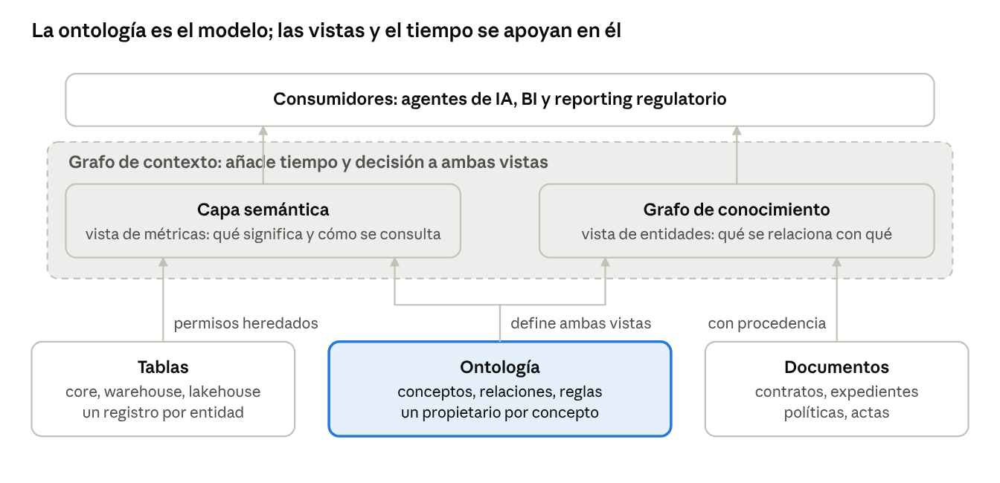 La ontología es el modelo; las vistas y el tiempo se apoyan en él
Consumidores: agentes de IA, BI y reporting regulatorio
Grafo de contexto: añade tiempo y decisión a ambas vistas
Capa semántica
vista de métricas: qué significa y cómo se consulta
Grafo de conocimiento
vista de entidades: qué se relaciona con qué
permisos heredados
define ambas vistas
con procedencia
Tablas
core, warehouse, lakehouse
un registro por entidad
Ontología
conceptos, relaciones, reglas
un propietario por concepto
Documentos
contratos, expedientes
políticas, actas